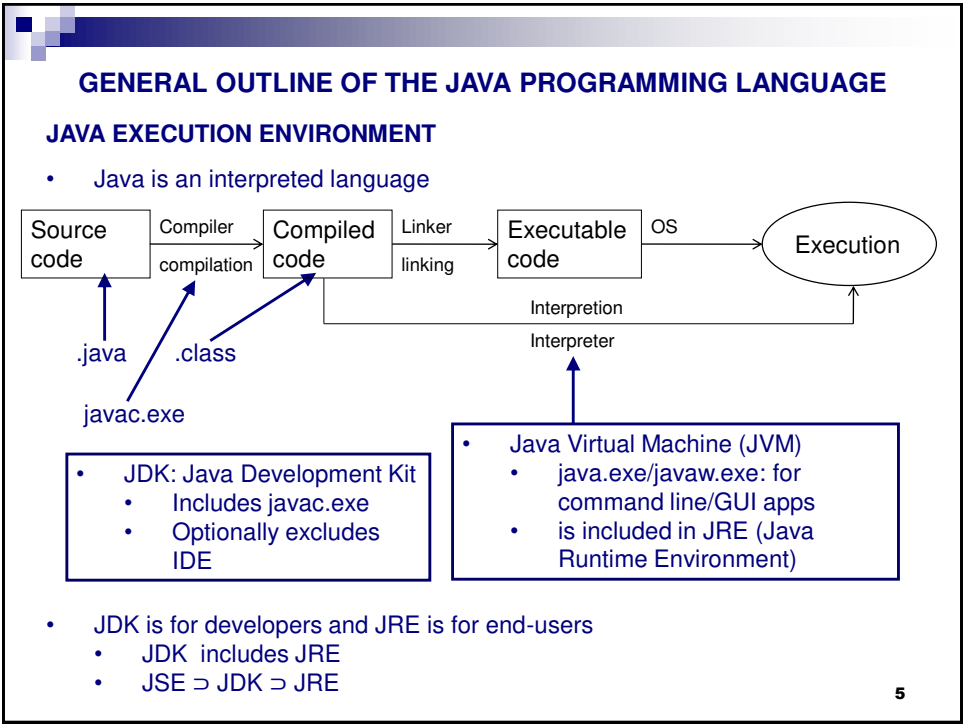 GENERAL OUTLINE OF THE JAVA PROGRAMMING LANGUAGE
JAVA EXECUTION ENVIRONMENT
• Java is an interpreted language
Source
code
Compiler
compilation
Compiled
code
Linker
linking
Executable
code
OS
Execution
Interpretion
Interpreter
.java
.class
javac.exe
• JDK: Java Development Kit
• Includes javac.exe
• Optionally excludes
IDE
• Java Virtual Machine (JVM)
• java.exe/javaw.exe: for
command line/GUI apps
• is included in JRE (Java
Runtime Environment)
• JDK is for developers and JRE is for end-users
• JDK includes JRE
• JSE ⊃ JDK ⊃ JRE
5